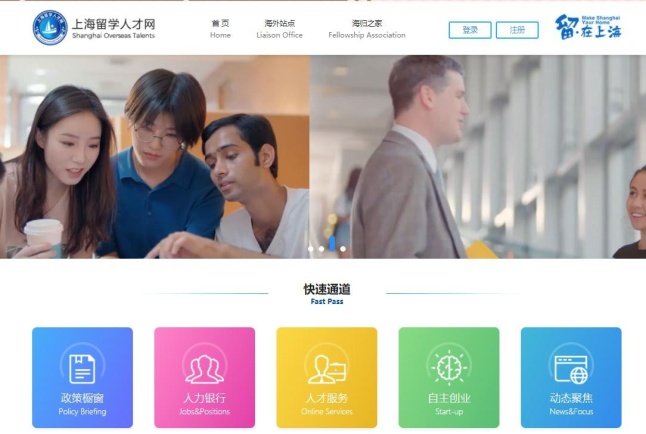 上海留学人才网
Shanghai Overseas Talents
首 页
Home
海外站点
Liaison Office
海归之家
Fellowship Association
登录
注册
留·在上海
Make Shanghai
Your Home
快速通道
Fast Pass
政策橱窗
Policy Briefing
人力银行
Jobs&Postions
人才服务
Online Services
自主创业
Start-up
动态聚焦
News&Focus